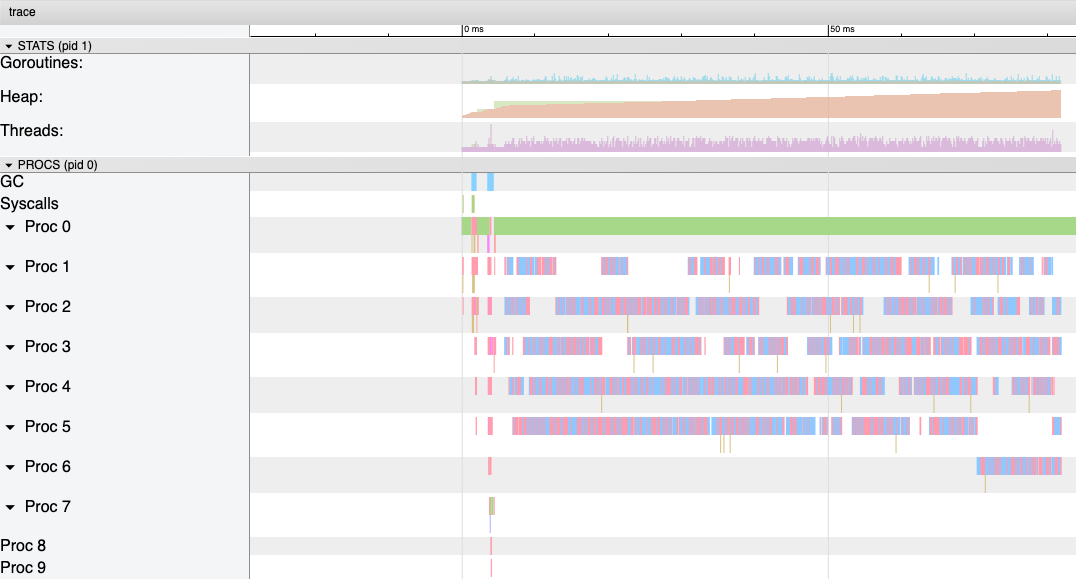 trace
0 ms
50 ms
STATS (pid 1)
Goroutines:
Heap:
Threads:
PROCS (pid 0)
GC
Syscalls
Proc 0
Proc 1
Proc 2
Proc 3
Proc 4
Proc 5
Proc 6
Proc 7
Proc 8
Proc 9